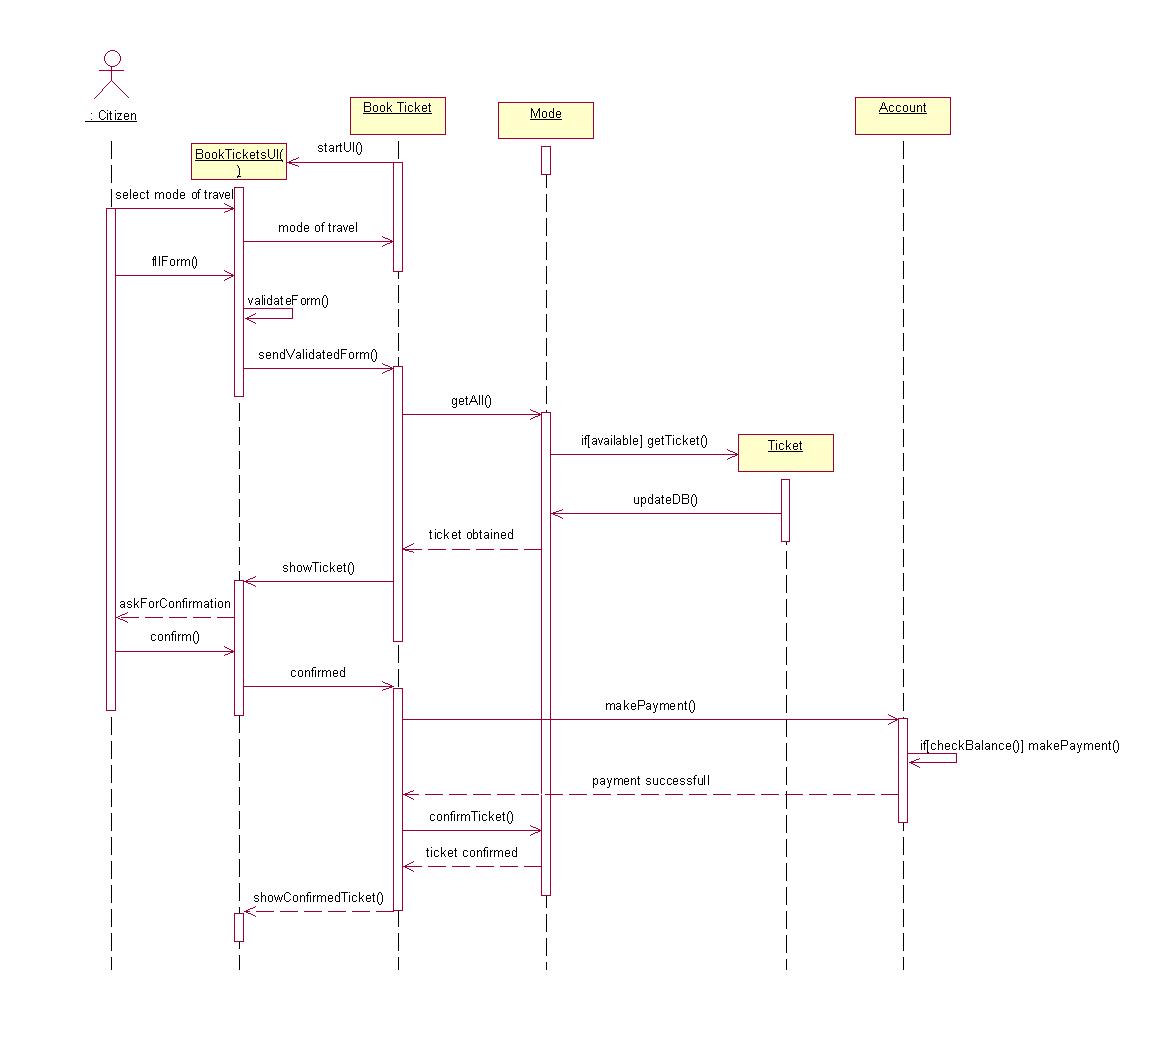 : Citizen
Book Ticket
Mode
Account
BookTicketsUI(
)
startUI()
select mode of travel
mode of travel
fllForm()
validateForm()
sendValidatedForm()
getAll()
if[available] getTicket()
Ticket
updateDB()
ticket obtained
showTicket()
askForConfirmation
confirm()
confirmed
makePayment()
if[checkBalance()] makePayment()
payment successfull
confirmTicket()
ticket confirmed
showConfirmedTicket()